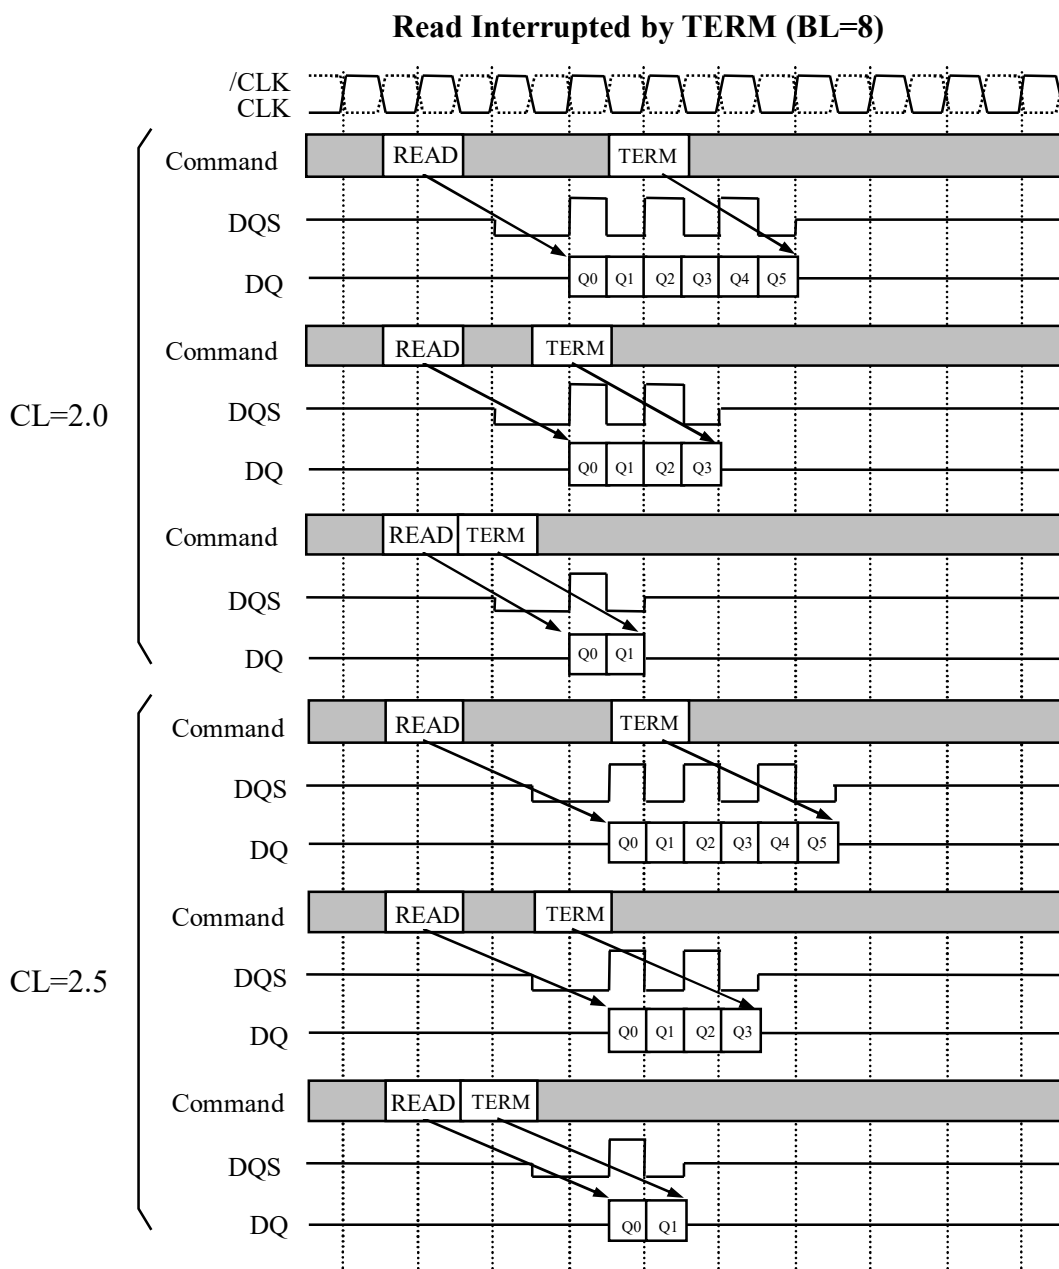 Read Interrupted by TERM (BL=8)
/CLK
CLK
Command READ TERM
DQS
DQ Q0 Q1 Q2 Q3 Q4 Q5
Command READ TERM
CL=2.0
DQS
DQ Q0 Q1 Q2 Q3
Command READ TERM
DQS
DQ Q0 Q1
Command READ TERM
DQS
DQ Q0 Q1 Q2 Q3 Q4 Q5
Command READ TERM
CL=2.5
DQS
DQ Q0 Q1 Q2 Q3
Command READ TERM
DQS
DQ Q0 Q1